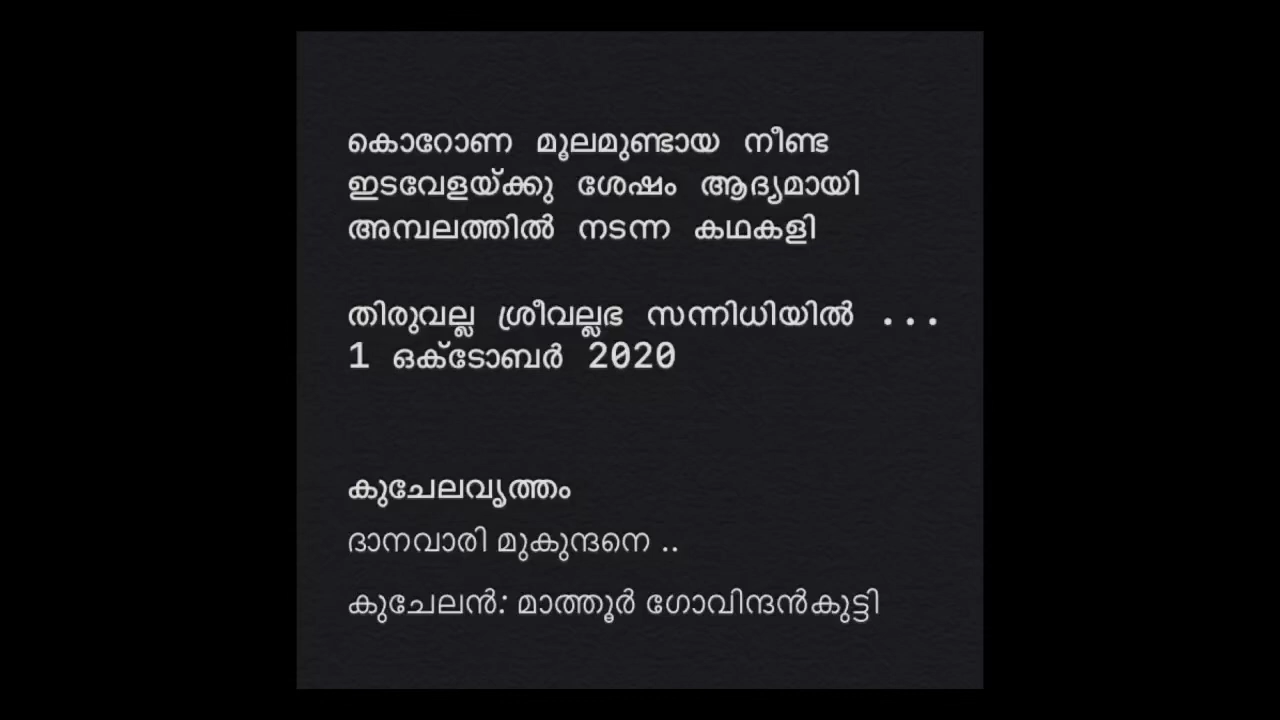 കൊറോണ മൂലമുണ്ടായ നീണ്ട
ഇടവേളയ്ക്കു ശേഷം ആദ്യമായി
അമ്പലത്തിൽ നടന്ന കഥകളി
തിരുവല്ല ശ്രീവല്ലഭ സന്നിധിയിൽ ...
1 ഒക്ടോബർ 2020
കുചേലവൃത്തം
ദാനവാരി മുകുന്ദനെ ..
കുചേലൻ: മാത്തൂർ ഗോവിന്ദൻകുട്ടി